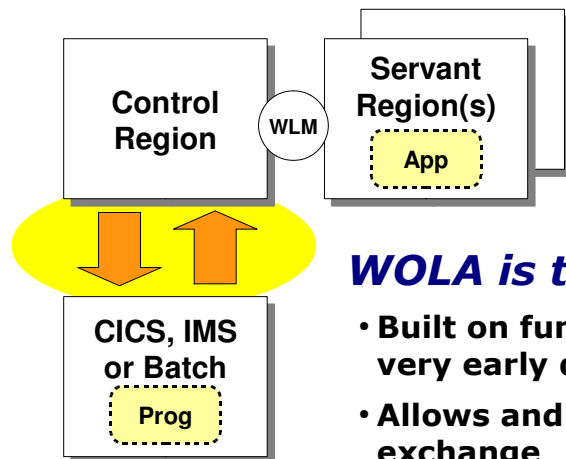 Control
Region
WLM
Servant
Region(s)
App
CICS, IMS
or Batch
Prog
WOLA is t
• Built on fun
very early
• Allows and
exchange